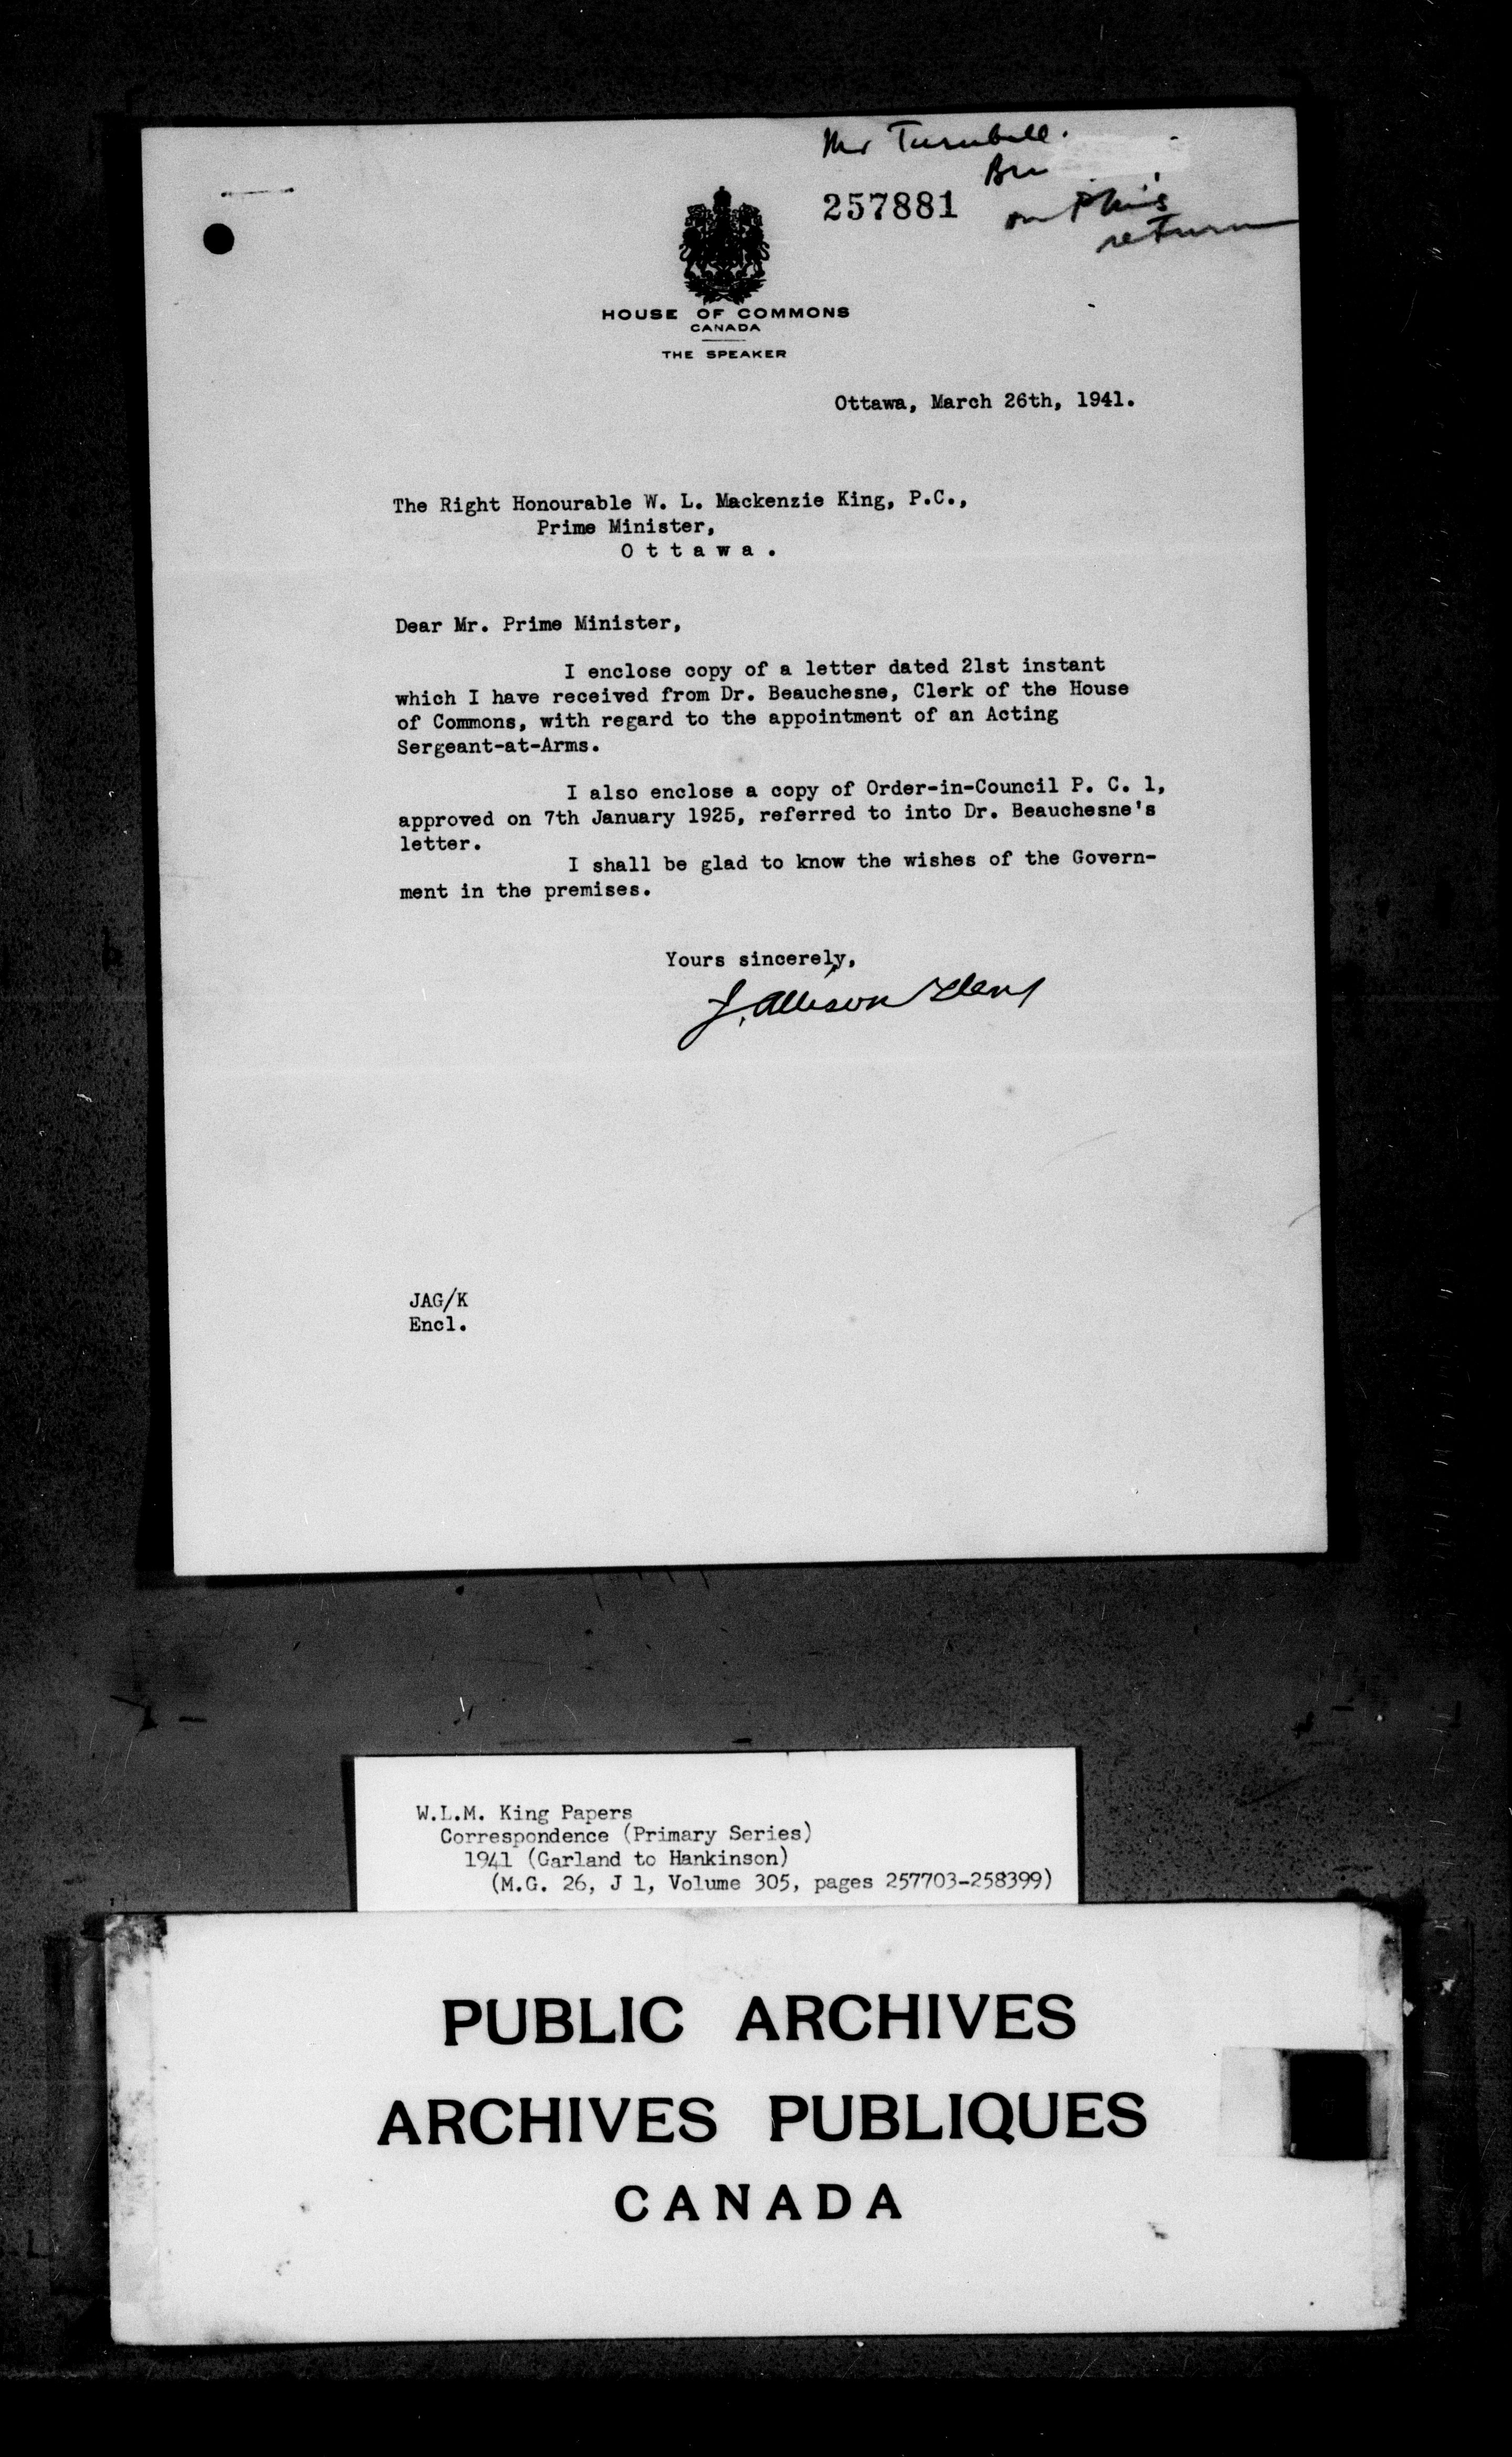 Mr Turnbull.
257881
on P.M.'s
return
HOUSE OF COMMONS
CANADA
THE SPEAKER
Ottawa, March 26th, 1941.
The Right Honourable W. L. Mackenzie King, P.C.,
Prime Minister,
O t t a w a .
Dear Mr. Prime Minister,
I enclose copy of a letter dated 21st instant
which I have received from Dr. Beauchesne, Clerk of the House
of Commons, with regard to the appointment of an Acting
Sergeant-at-Arms.
I also enclose a copy of Order-in-Council P. C. 1,
approved on 7th January 1925, referred to into Dr. Beauchesne's
letter.
I shall be glad to know the wishes of the Govern-
ment in the premises.
Yours sincerely,
J. Allison Glen
JAG/K
Encl.
W.L.M. King Papers
Correspondence (Primary Series)
1941 (Garland to Hankinson)
(M.G. 26, J 1, Volume 305, pages 257703-258399)
PUBLIC ARCHIVES
ARCHIVES PUBLIQUES
CANADA